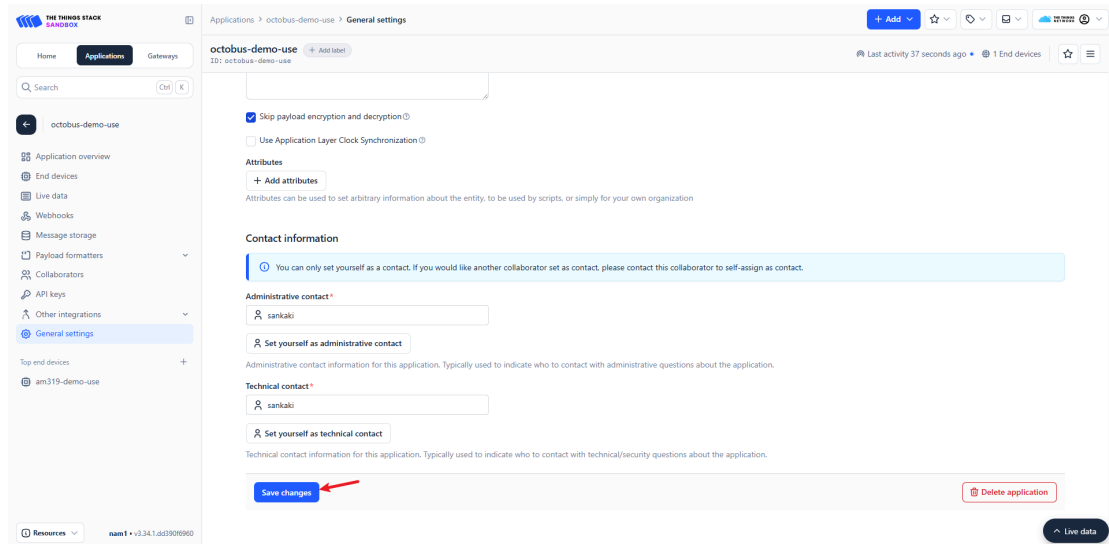 THE THINGS STACK
SANDBOX
Applications > octobus-demo-use > General settings
+ Add
THE THINGS
NETWORK
Home
Applications
Gateways
octobus-demo-use
+ Add label
ID: octobus-demo-use
Last activity 37 seconds ago
1 End devices
Search
Ctrl
K
octobus-demo-use
Application overview
End devices
Live data
Webhooks
Message storage
Payload formatters
Collaborators
API keys
Other integrations
General settings
Top end devices
+
am319-demo-use
Skip payload encryption and decryption
Use Application Layer Clock Synchronization
Attributes
+ Add attributes
Attributes can be used to set arbitrary information about the entity, to be used by scripts, or simply for your own organization
Contact information
You can only set yourself as a contact. If you would like another collaborator set as contact, please contact this collaborator to self-assign as contact.
Administrative contact*
sankaki
Set yourself as administrative contact
Administrative contact information for this application. Typically used to indicate who to contact with administrative questions about the application.
Technical contact*
sankaki
Set yourself as technical contact
Technical contact information for this application. Typically used to indicate who to contact with technical/security questions about the application.
Save changes
Delete application
Resources
nam1 • v3.34.1.dd390f6960
Live data